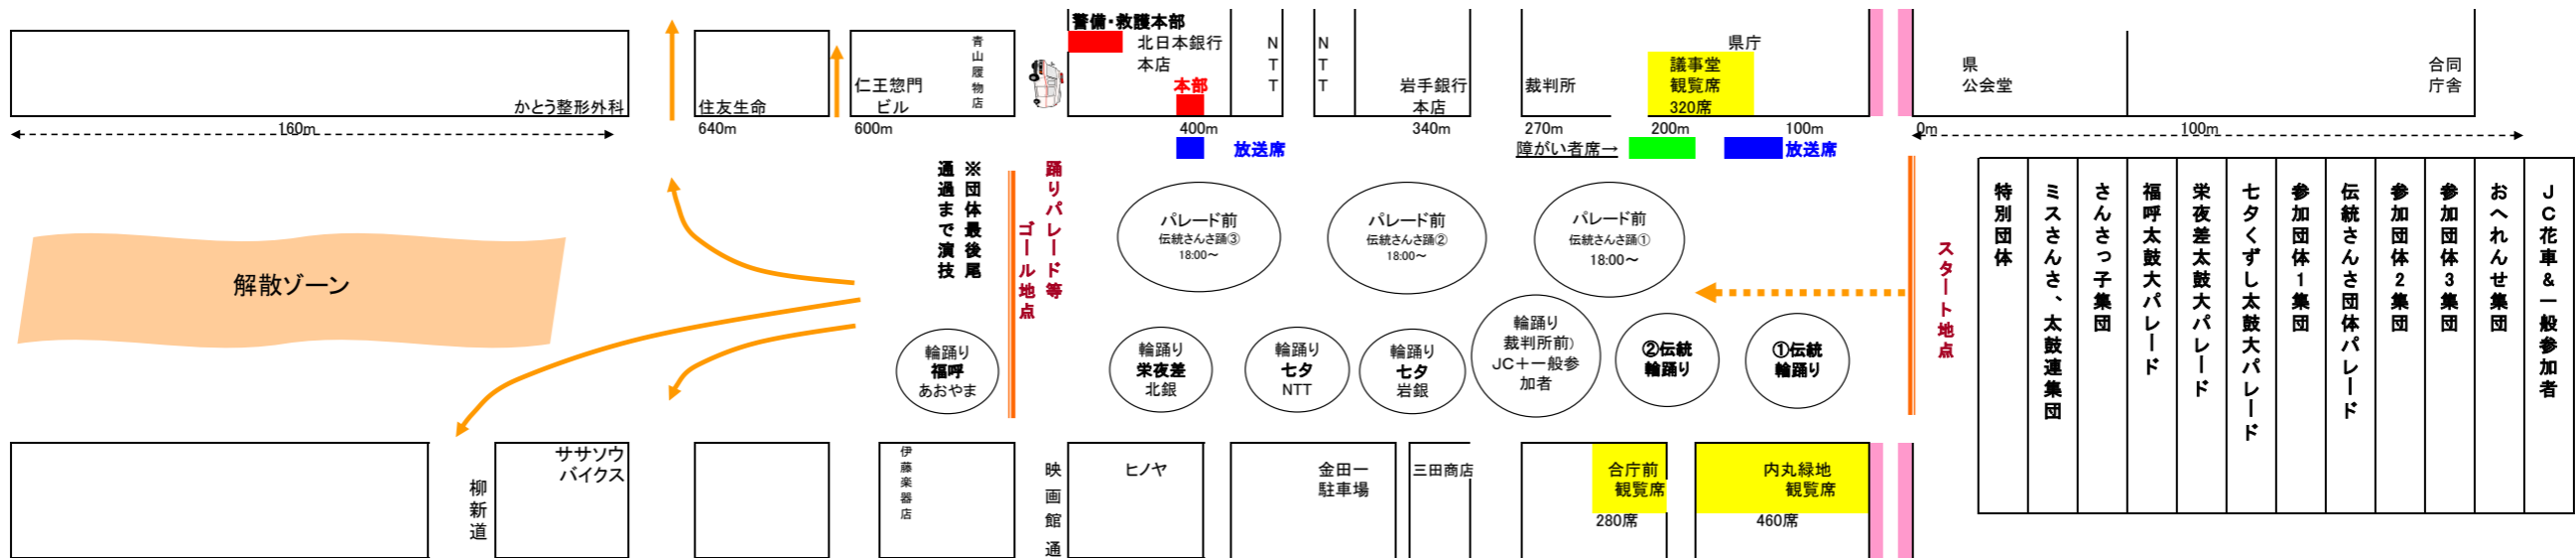 警備・救護本部
北日本銀行
本店
本部
NTT
NTT
岩手銀行
本店
裁判所
県庁
議事堂
観覧席
320席
県
公会堂
合同
庁舎
かとう整形外科
住友生命
仁王惣門
ビル
青山履物店
160m
640m
600m
400m
340m
270m
200m
100m
0m
100m
放送席
障がい者席→
放送席
※団体最後尾
通過まで演技
踊りパレード等
ゴール地点
パレード前
伝統さんさ踊③
18:00～
パレード前
伝統さんさ踊②
18:00～
パレード前
伝統さんさ踊①
18:00～
スタート地点
特別団体
ミスさんさ、太鼓連集団
さんさっ子集団
福呼太鼓大パレード
栄夜差太鼓大パレード
七夕くずし太鼓大パレード
参加団体1集団
伝統さんさ団体パレード
参加団体2集団
参加団体3集団
おへれんせ集団
JC花車&一般参加者
解散ゾーン
輪踊り
福呼
あおやま
輪踊り
栄夜差
北銀
輪踊り
七夕
NTT
輪踊り
七夕
岩銀
輪踊り
裁判所前）
JC＋一般参
加者
②伝統
輪踊り
①伝統
輪踊り
柳新道
ササソウ
バイクス
伊藤楽器店
映画館通
ヒノヤ
金田一
駐車場
三田商店
合庁前
観覧席
280席
内丸緑地
観覧席
460席